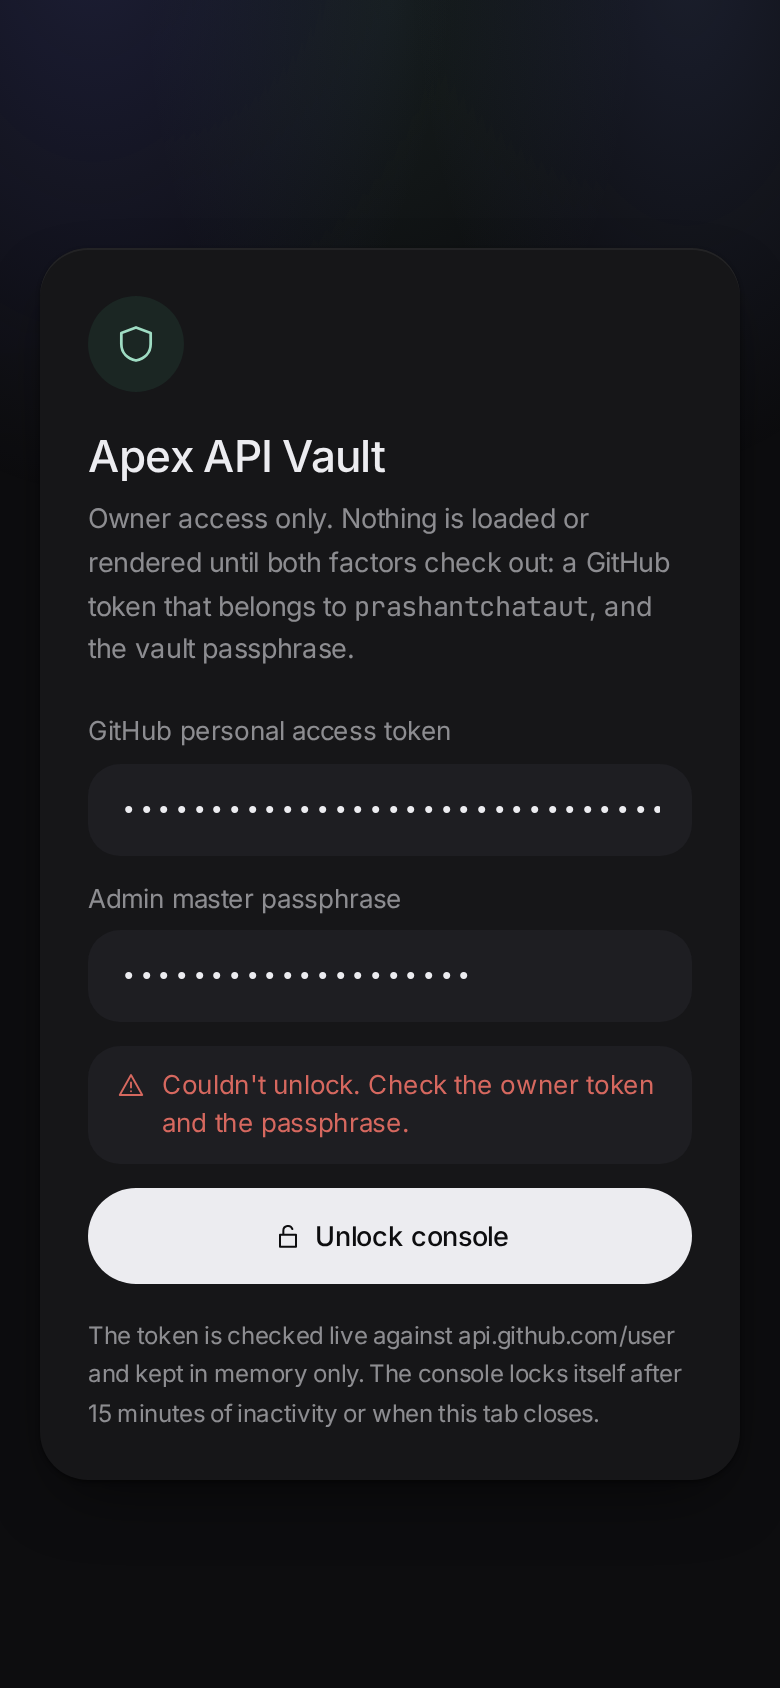 Apex API Vault
Owner access only. Nothing is loaded or
rendered until both factors check out: a GitHub
token that belongs to prashantchataut, and
the vault passphrase.
GitHub personal access token
Admin master passphrase
Couldn't unlock. Check the owner token
and the passphrase.
Unlock console
The token is checked live against api.github.com/user
and kept in memory only. The console locks itself after
15 minutes of inactivity or when this tab closes.